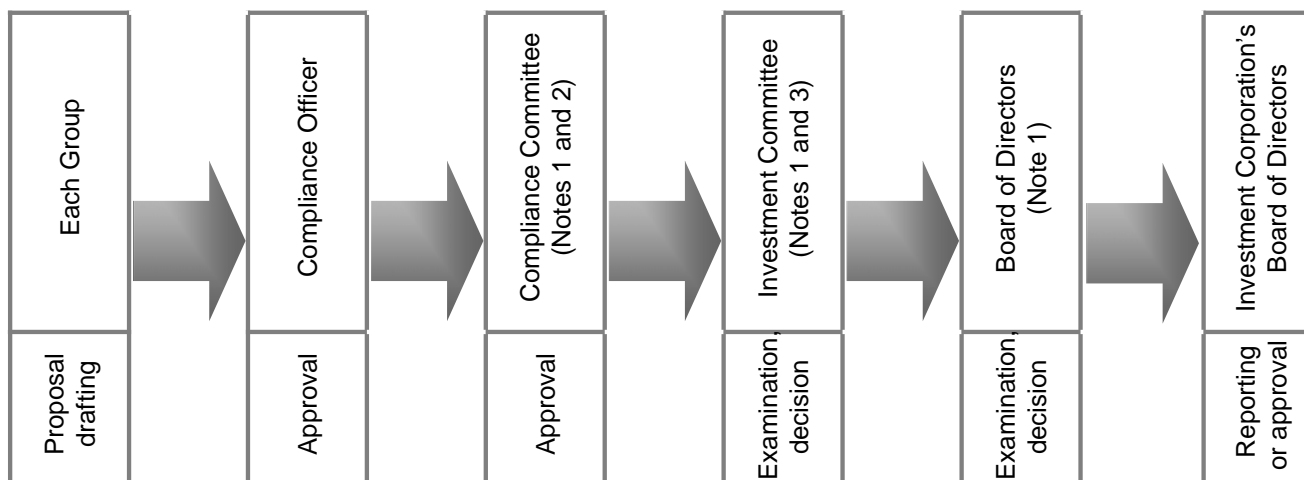 Each Group
Proposal
drafting
Compliance Officer
Approval
Compliance Committee
(Notes 1 and 2)
Approval
Investment Committee
(Notes 1 and 3)
Examination,
decision
Board of Directors
(Note 1)
Examination,
decision
Investment Corporation’s
Board of Directors
Reporting
or approval